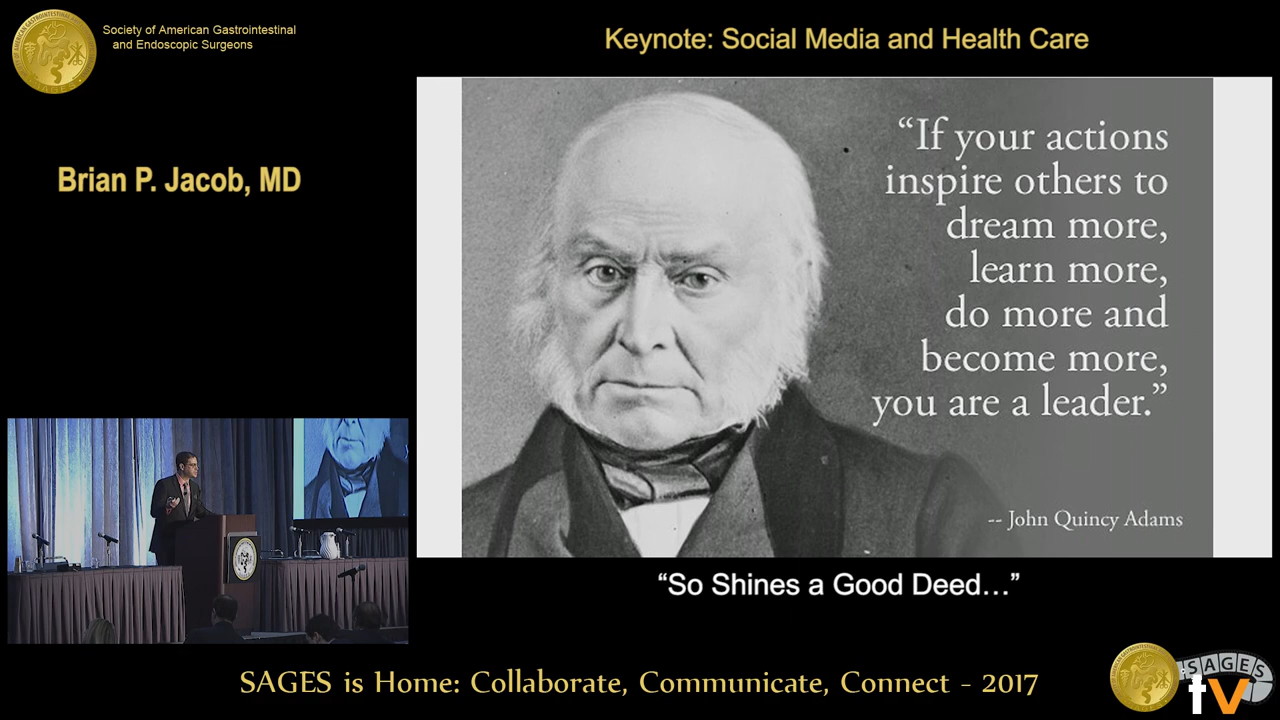 Society of American Gastrointestinal
and Endoscopic Surgeons
Keynote: Social Media and Health Care
Brian P. Jacob, MD
“If your actions
inspire others to
dream more,
learn more,
do more and
become more,
you are a leader.”
-- John Quincy Adams
“So Shines a Good Deed...”
SAGES is Home: Collaborate, Communicate, Connect - 2017
SAGES
tv